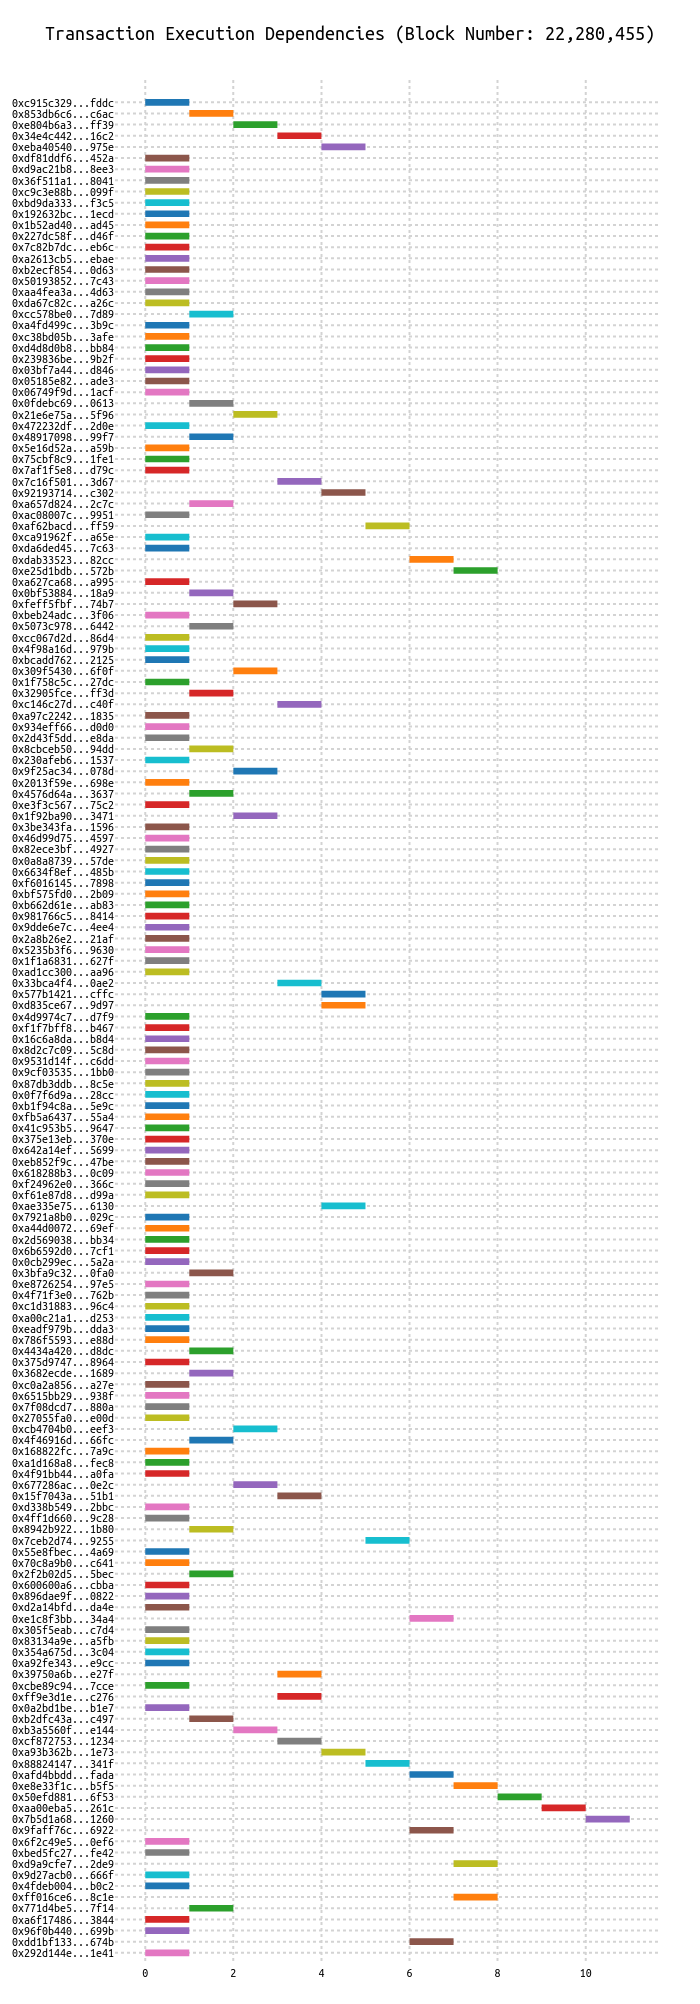 Transaction Execution Dependencies (Block Number: 22,280,455)
0xc915c329...fddc
0x853db6c6...c6ac
0xe804b6a3...ff39
0x34e4c442...16c2
0xeba40540...975e
0xdf81ddf6...452a
0xd9ac21b8...8ee3
0x36f511a1...8041
0xc9c3e88b...099f
0xbd9da333...f3c5
0x192632bc...1ecd
0x1b52ad40...ad45
0x227dc58f...d46f
0x7c82b7dc...eb6c
0xa2613cb5...ebae
0xb2ecf854...0d63
0x50193852...7c43
0xaa4fea3a...4d63
0xda67c82c...a26c
0xcc578be0...7d89
0xa4fd499c...3b9c
0xc38bd05b...3afe
0xd4d8d0b8...bb84
0x239836be...9b2f
0x03bf7a44...d846
0x05185e82...ade3
0x06749f9d...1acf
0x0fdebc69...0613
0x21e6e75a...5f96
0x472232df...2d0e
0x48917098...99f7
0x5e16d52a...a59b
0x75cbf8c9...1fe1
0x7af1f5e8...d79c
0x7c16f501...3d67
0x92193714...c302
0xa657d824...2c7c
0xac08007c...9951
0xaf62bacd...ff59
0xca91962f...a65e
0xda6ded45...7c63
0xdab33523...82cc
0xe25d1bdb...572b
0xa627ca68...a995
0x0bf53884...18a9
0xfeff5fbf...74b7
0xbeb24adc...3f06
0x5073c978...6442
0xcc067d2d...86d4
0x4f98a16d...979b
0xbcadd762...2125
0x309f5430...6f0f
0x1f758c5c...27dc
0x32905fce...ff3d
0xc146c27d...c40f
0xa97c2242...1835
0x934eff66...d0d0
0x2d43f5dd...e8da
0x8cbceb50...94dd
0x230afeb6...1537
0x9f25ac34...078d
0x2013f59e...698e
0x4576d64a...3637
0xe3f3c567...75c2
0x1f92ba90...3471
0x3be343fa...1596
0x46d99d75...4597
0x82ece3bf...4927
0x0a8a8739...57de
0x6634f8ef...485b
0xf6016145...7898
0xbf575fd0...2b09
0xb662d61e...ab83
0x981766c5...8414
0x9dde6e7c...4ee4
0x2a8b26e2...21af
0x5235b3f6...9630
0x1f1a6831...627f
0xad1cc300...aa96
0x33bca4f4...0ae2
0x577b1421...cffc
0xd835ce67...9d97
0x4d9974c7...d7f9
0xf1f7bff8...b467
0x16c6a8da...b8d4
0x8d2c7c09...5c8d
0x9531d14f...c6dd
0x9cf03535...1bb0
0x87db3ddb...8c5e
0x0f7f6d9a...28cc
0xb1f94c8a...5e9c
0xfb5a6437...55a4
0x41c953b5...9647
0x375e13eb...370e
0x642a14ef...5699
0xeb852f9c...47be
0x618288b3...0c09
0xf24962e0...366c
0xf61e87d8...d99a
0xae335e75...6130
0x7921a8b0...029c
0xa44d0072...69ef
0x2d569038...bb34
0x6b6592d0...7cf1
0x0cb299ec...5a2a
0x3bfa9c32...0fa0
0xe8726254...97e5
0x4f71f3e0...762b
0xc1d31883...96c4
0xa00c21a1...d253
0xeadf979b...dda3
0x786f5593...e88d
0x4434a420...d8dc
0x375d9747...8964
0x3682ecde...1689
0xc0a2a856...a27e
0x6515bb29...938f
0x7f08dcd7...880a
0x27055fa0...e00d
0xcb4704b0...eef3
0x4f46916d...66fc
0x168822fc...7a9c
0xa1d168a8...fec8
0x4f91bb44...a0fa
0x677286ac...0e2c
0x15f7043a...51b1
0xd338b549...2bbc
0x4ff1d660...9c28
0x8942b922...1b80
0x7ceb2d74...9255
0x55e8fbec...4a69
0x70c8a9b0...c641
0x2f2b02d5...5bec
0x600600a6...cbba
0x896dae9f...0822
0xd2a14bfd...da4e
0xe1c8f3bb...34a4
0x305f5eab...c7d4
0x83134a9e...a5fb
0x354a675d...3c04
0xa92fe343...e9cc
0x39750a6b...e27f
0xcbe89c94...7cce
0xff9e3d1e...c276
0x0a2bd1be...b1e7
0xb2dfc43a...c497
0xb3a5560f...e144
0xcf872753...1234
0xa93b362b...1e73
0x88824147...341f
0xafd4bbdd...fada
0xe8e33f1c...b5f5
0x50efd881...6f53
0xaa00eba5...261c
0x7b5d1a68...1260
0x9faff76c...6922
0x6f2c49e5...0ef6
0xbed5fc27...fe42
0xd9a9cfe7...2de9
0x9d27acb0...666f
0x4fdeb004...b0c2
0xff016ce6...8c1e
0x771d4be5...7f14
0xa6f17486...3844
0x96f0b440...699b
0xdd1bf133...674b
0x292d144e...1e41
0 2 4 6 8 10